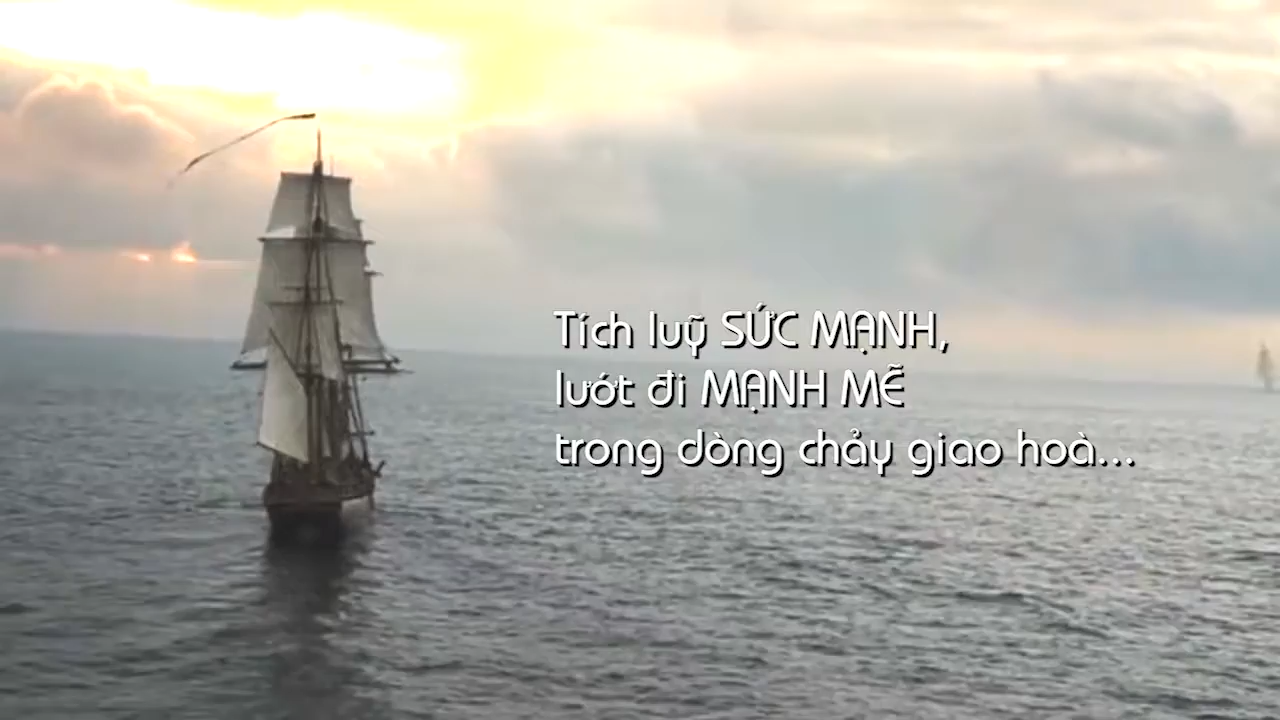 Tích luỹ SỨC MẠNH,
lướt đi MẠNH MẼ
trong dòng chảy giao hoà...